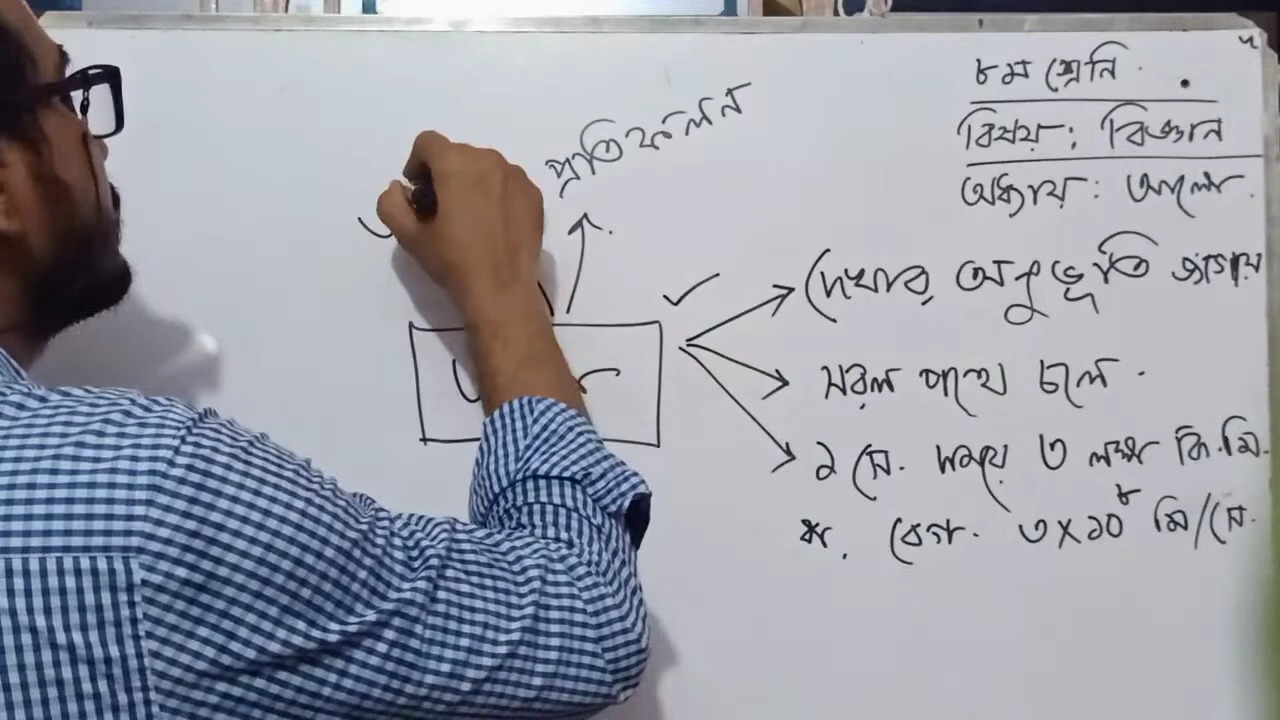 ৮ম শ্রেনি.
বিষয়: বিজ্ঞান
অধ্যায়: আলো.
প্রতিফলন
দেখার অনুভূতি জাগায়
সরল পথে চলে.
১ সে. সময়ে ৩ লক্ষ কি.মি.
বেগ. ৩×১০⁸ মি/সে.